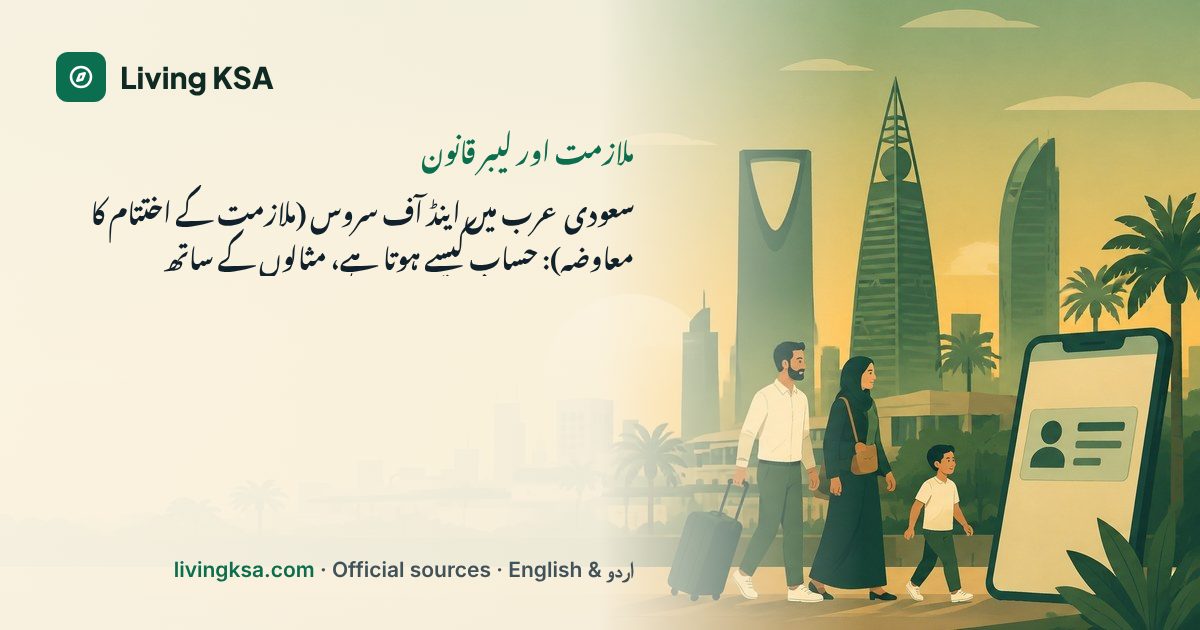 Living KSA
ملازمت اور لیبر قانون
سعودی عرب میں اینڈ آف سروس (ملازمت کے اختتام کا
معاوضہ): حساب کیسے ہوتا ہے، مثالوں کے ساتھ
livingksa.com · Official sources · English & اردو